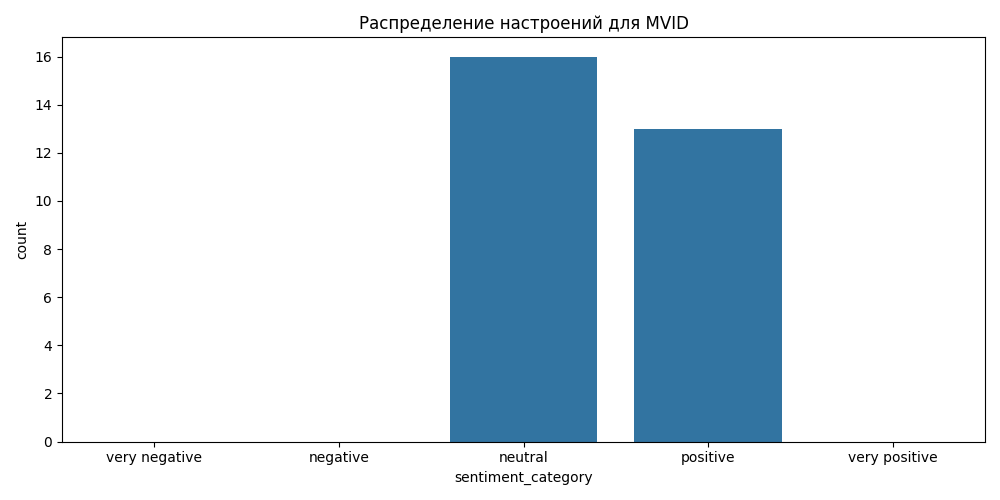 Распределение настроений для MVID
16
14
12
10
8
6
4
2
0
count
very negative
negative
neutral
positive
very positive
sentiment_category